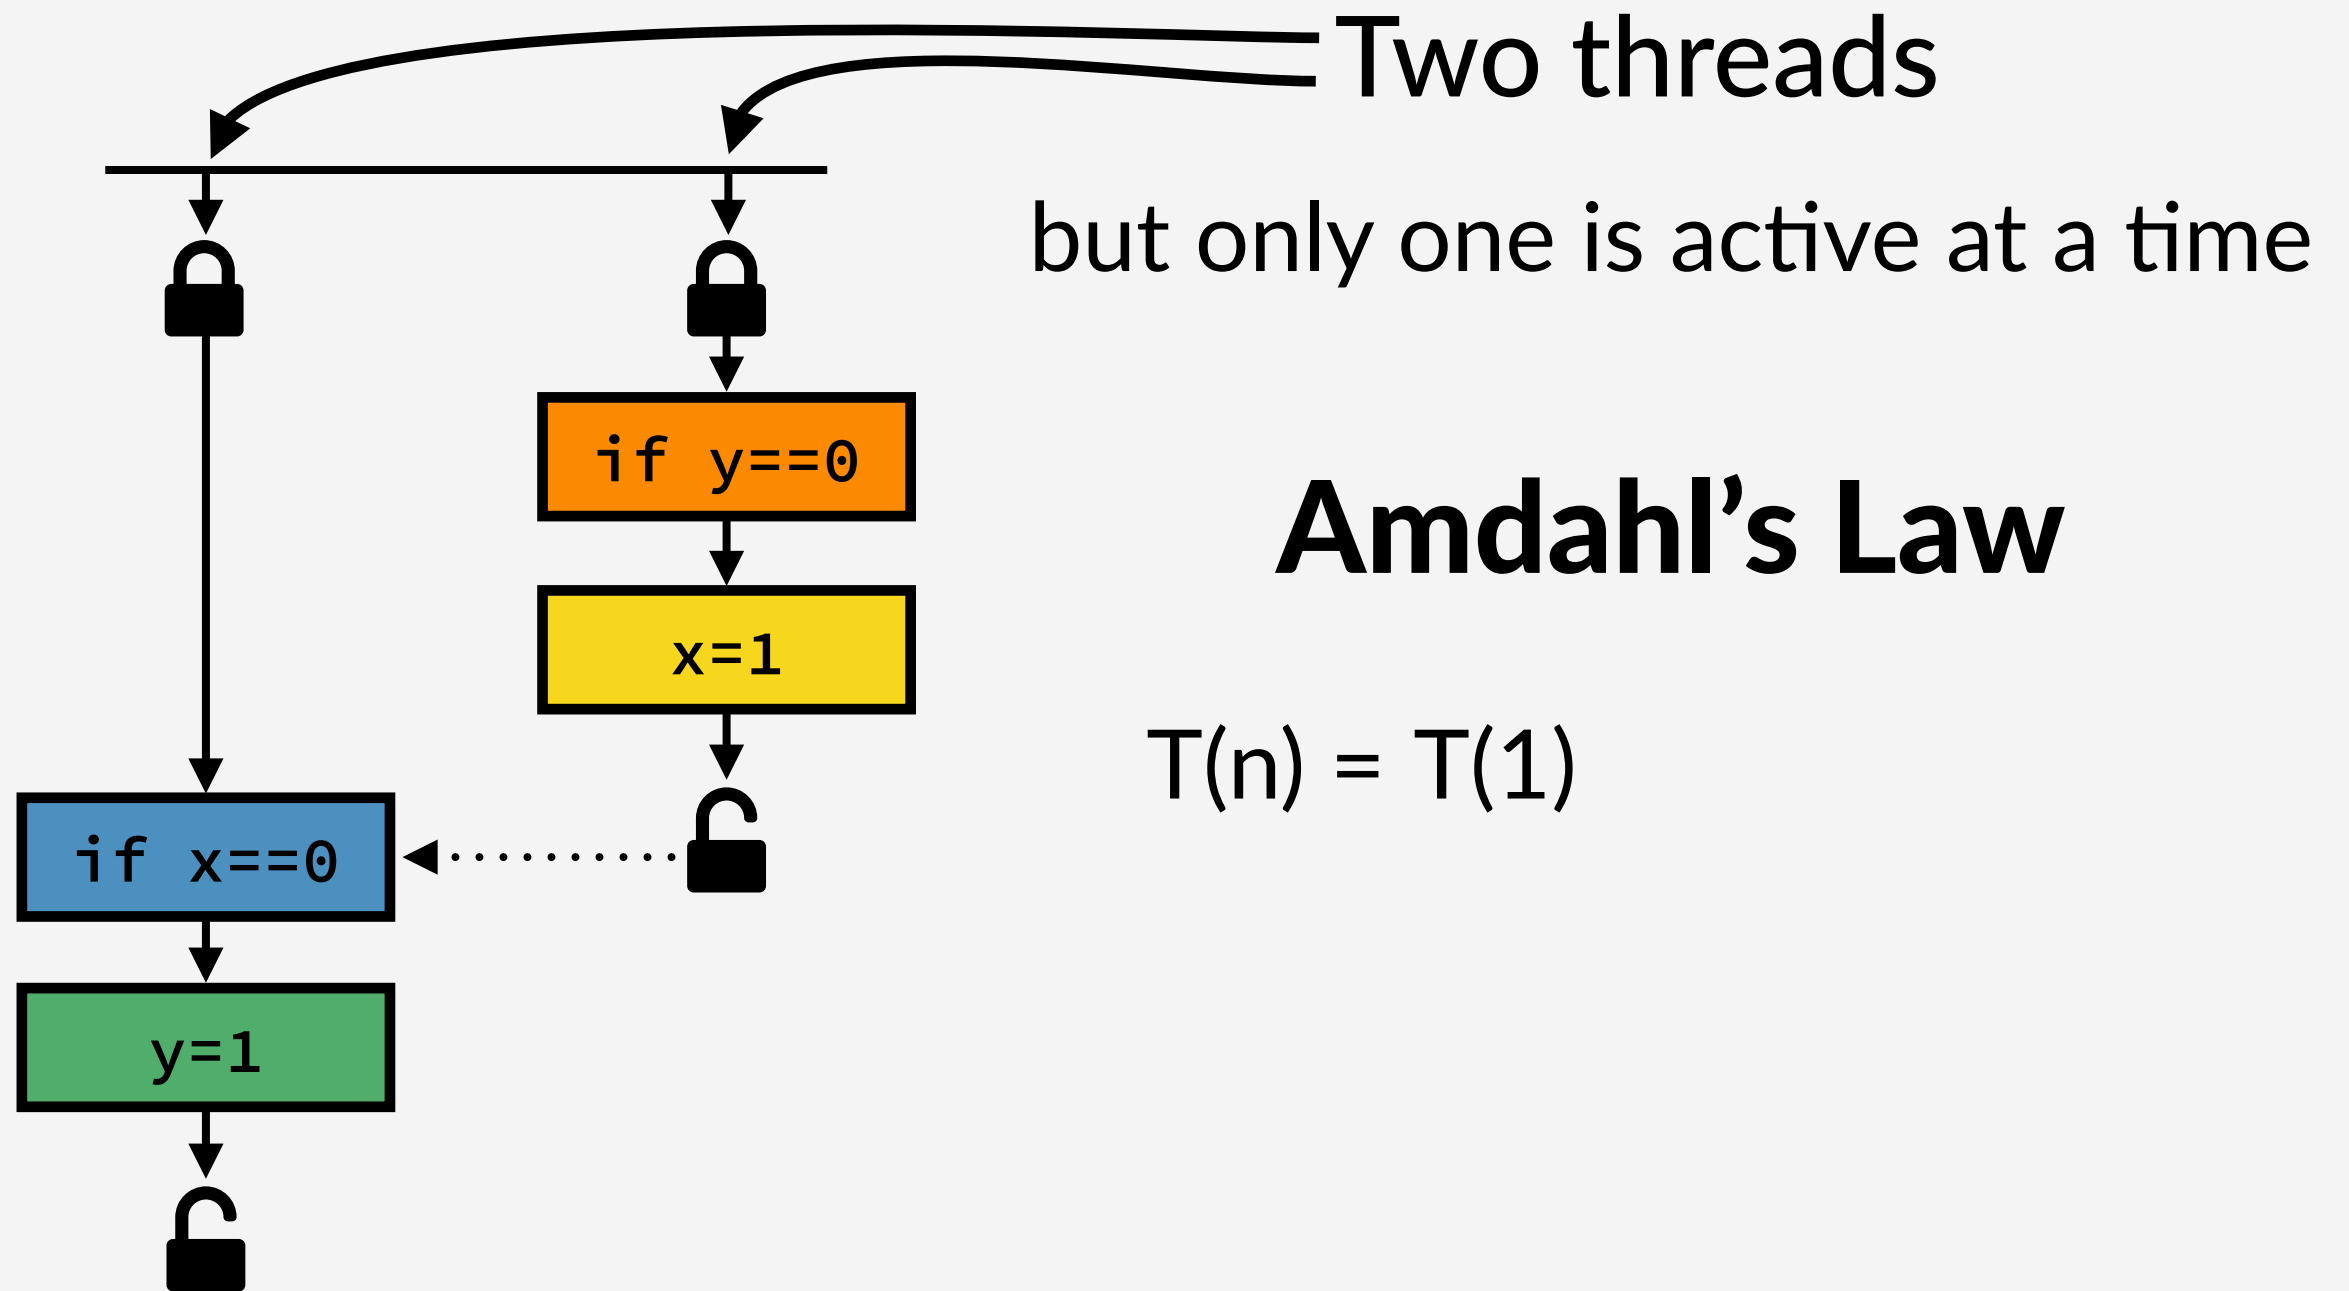 Two threads
but only one is active at a time
if y==0
Amdahl’s Law
x=1
T(n) = T(1)
if x==0
y=1